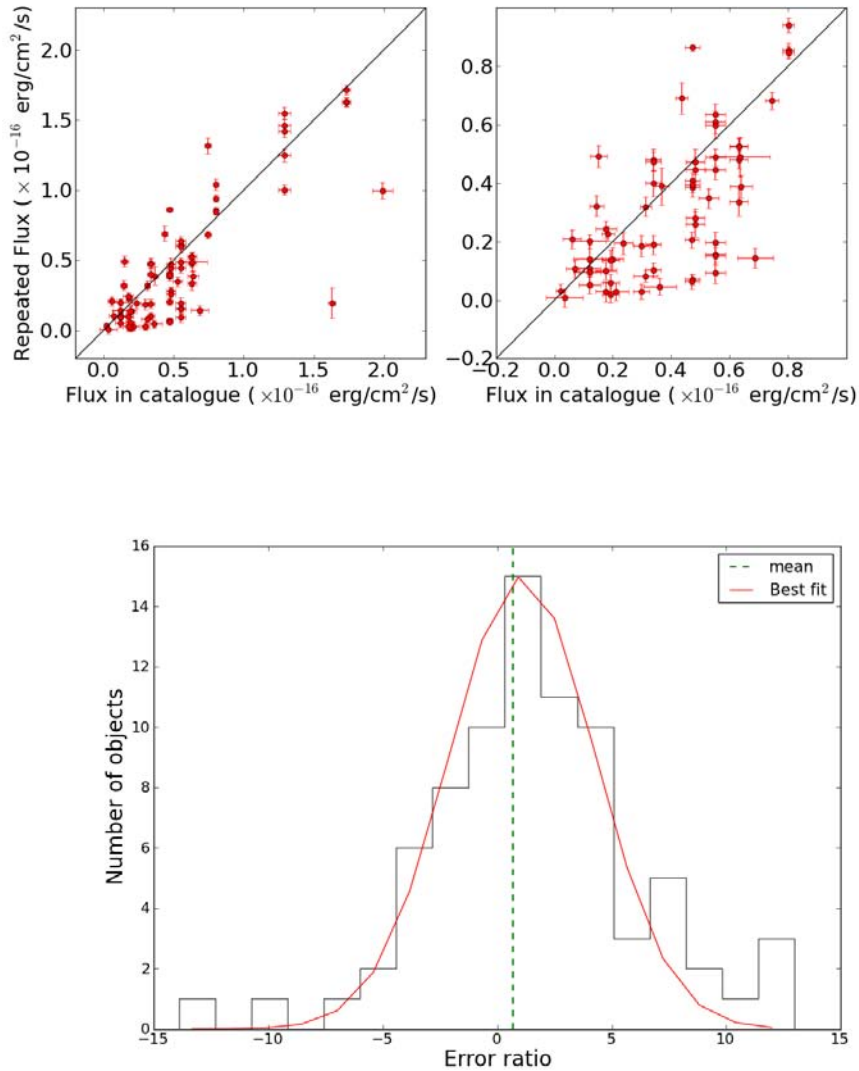 2.0
1.5
1.0
0.5
0.0
Repeated Flux ( ×10⁻¹⁶ erg/cm²/s)
0.0 0.5 1.0 1.5 2.0
Flux in catalogue ( ×10⁻¹⁶ erg/cm²/s)
0.8
0.6
0.4
0.2
0.0
−0.2
−0.2 0.0 0.2 0.4 0.6 0.8
Flux in catalogue ( ×10⁻¹⁶ erg/cm²/s)
16
14
12
10
8
6
4
2
0
Number of objects
mean
Best fit
−15 −10 −5 0 5 10 15
Error ratio